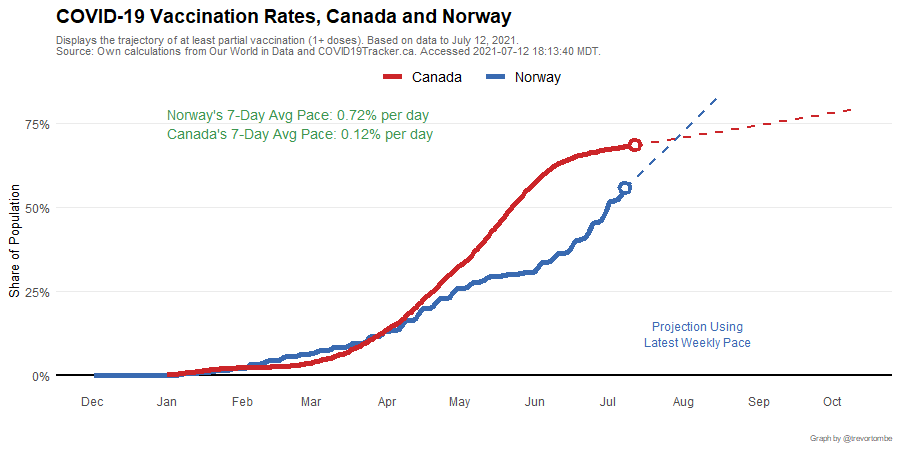 COVID-19 Vaccination Rates, Canada and Norway
Displays the trajectory of at least partial vaccination (1+ doses). Based on data to July 12, 2021.
Source: Own calculations from Our World in Data and COVID19Tracker.ca. Accessed 2021-07-12 18:13:40 MDT.
Canada Norway
Norway's 7-Day Avg Pace: 0.72% per day
Canada's 7-Day Avg Pace: 0.12% per day
75%
50%
25%
0%
Share of Population
Projection Using
Latest Weekly Pace
Dec Jan Feb Mar Apr May Jun Jul Aug Sep Oct
Graph by @trevortombe